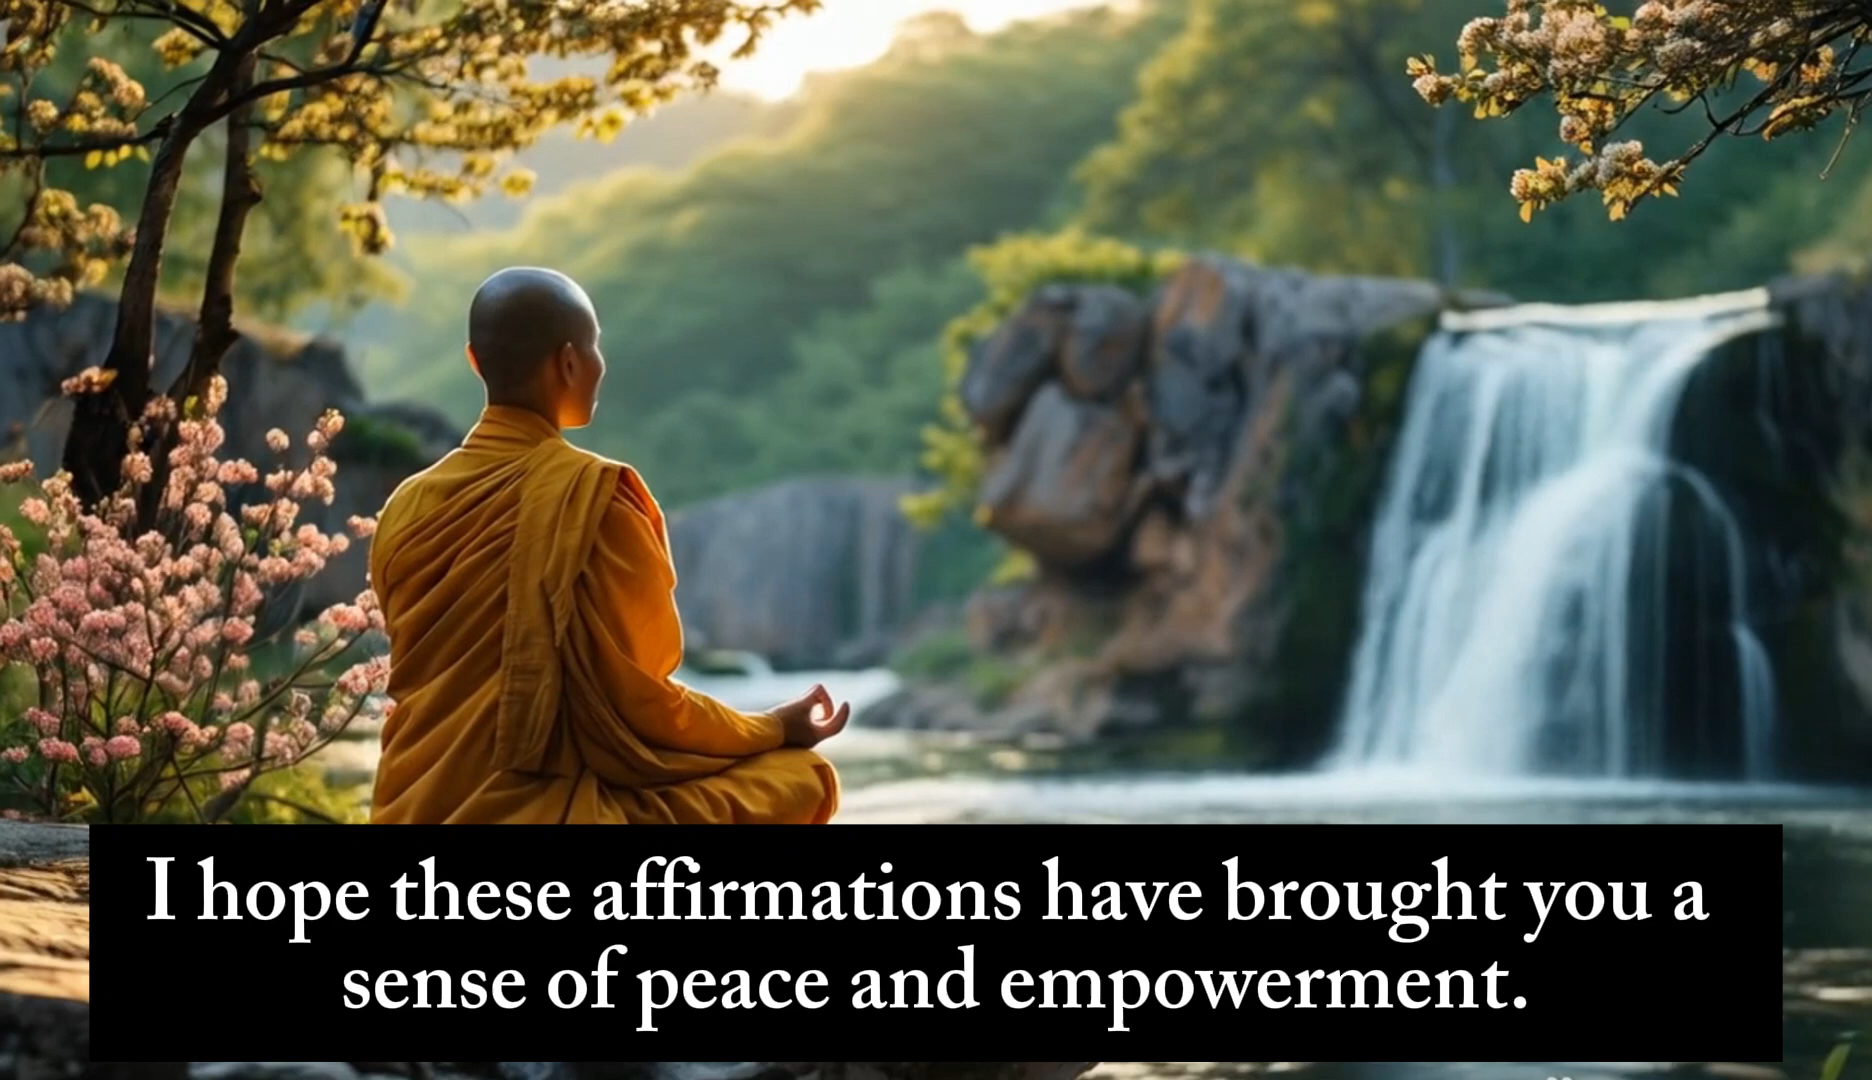 I hope these affirmations have brought you a
sense of peace and empowerment.